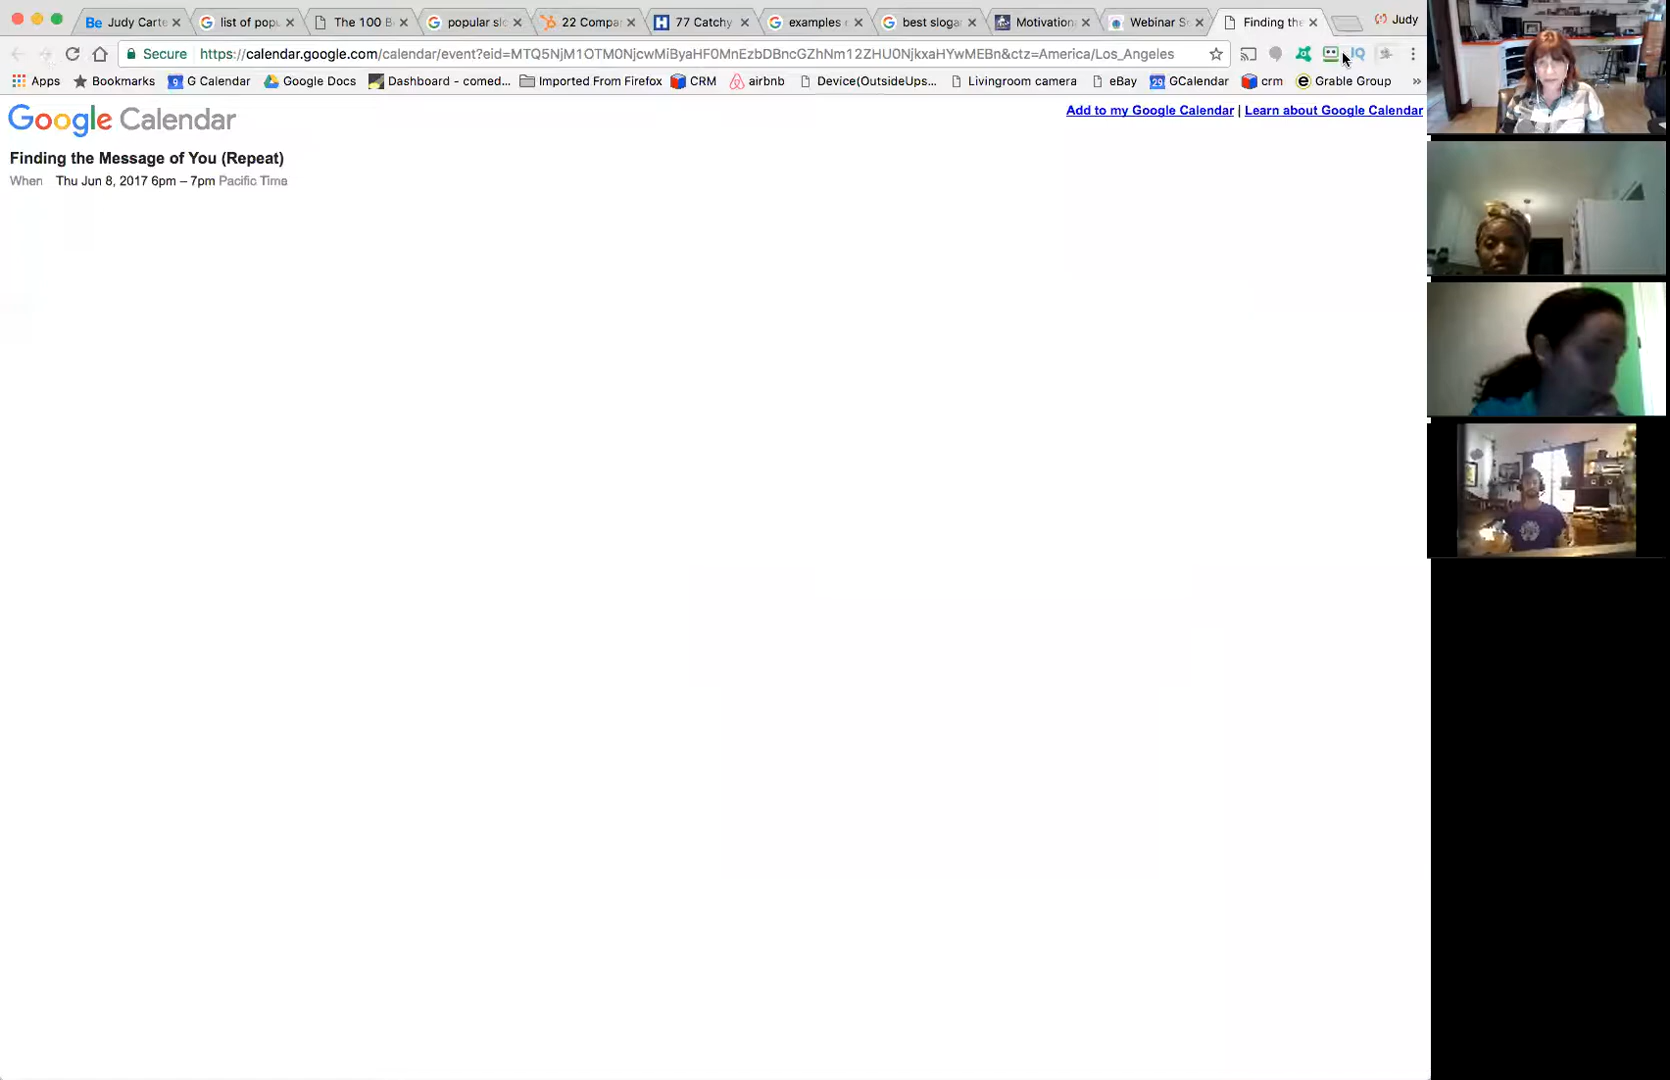 Judy Carte
list of popu
The 100 B
popular slo
22 Compa
77 Catchy
examples
best slogar
Motivationa
Webinar S
Finding the
Judy
Secure
https://calendar.google.com/calendar/event?eid=MTQ5NjM1OTM0NjcwMiByaHF0MnEzbDBncGZhNm12ZHU0NjkxaHYwMEBn&ctz=America/Los_Angeles
Apps
Bookmarks
G Calendar
Google Docs
Dashboard - comed...
Imported From Firefox
CRM
airbnb
Device(OutsideUps...
Livingroom camera
eBay
GCalendar
crm
Grable Group
Google Calendar
Add to my Google Calendar | Learn about Google Calendar
Finding the Message of You (Repeat)
When Thu Jun 8, 2017 6pm – 7pm Pacific Time